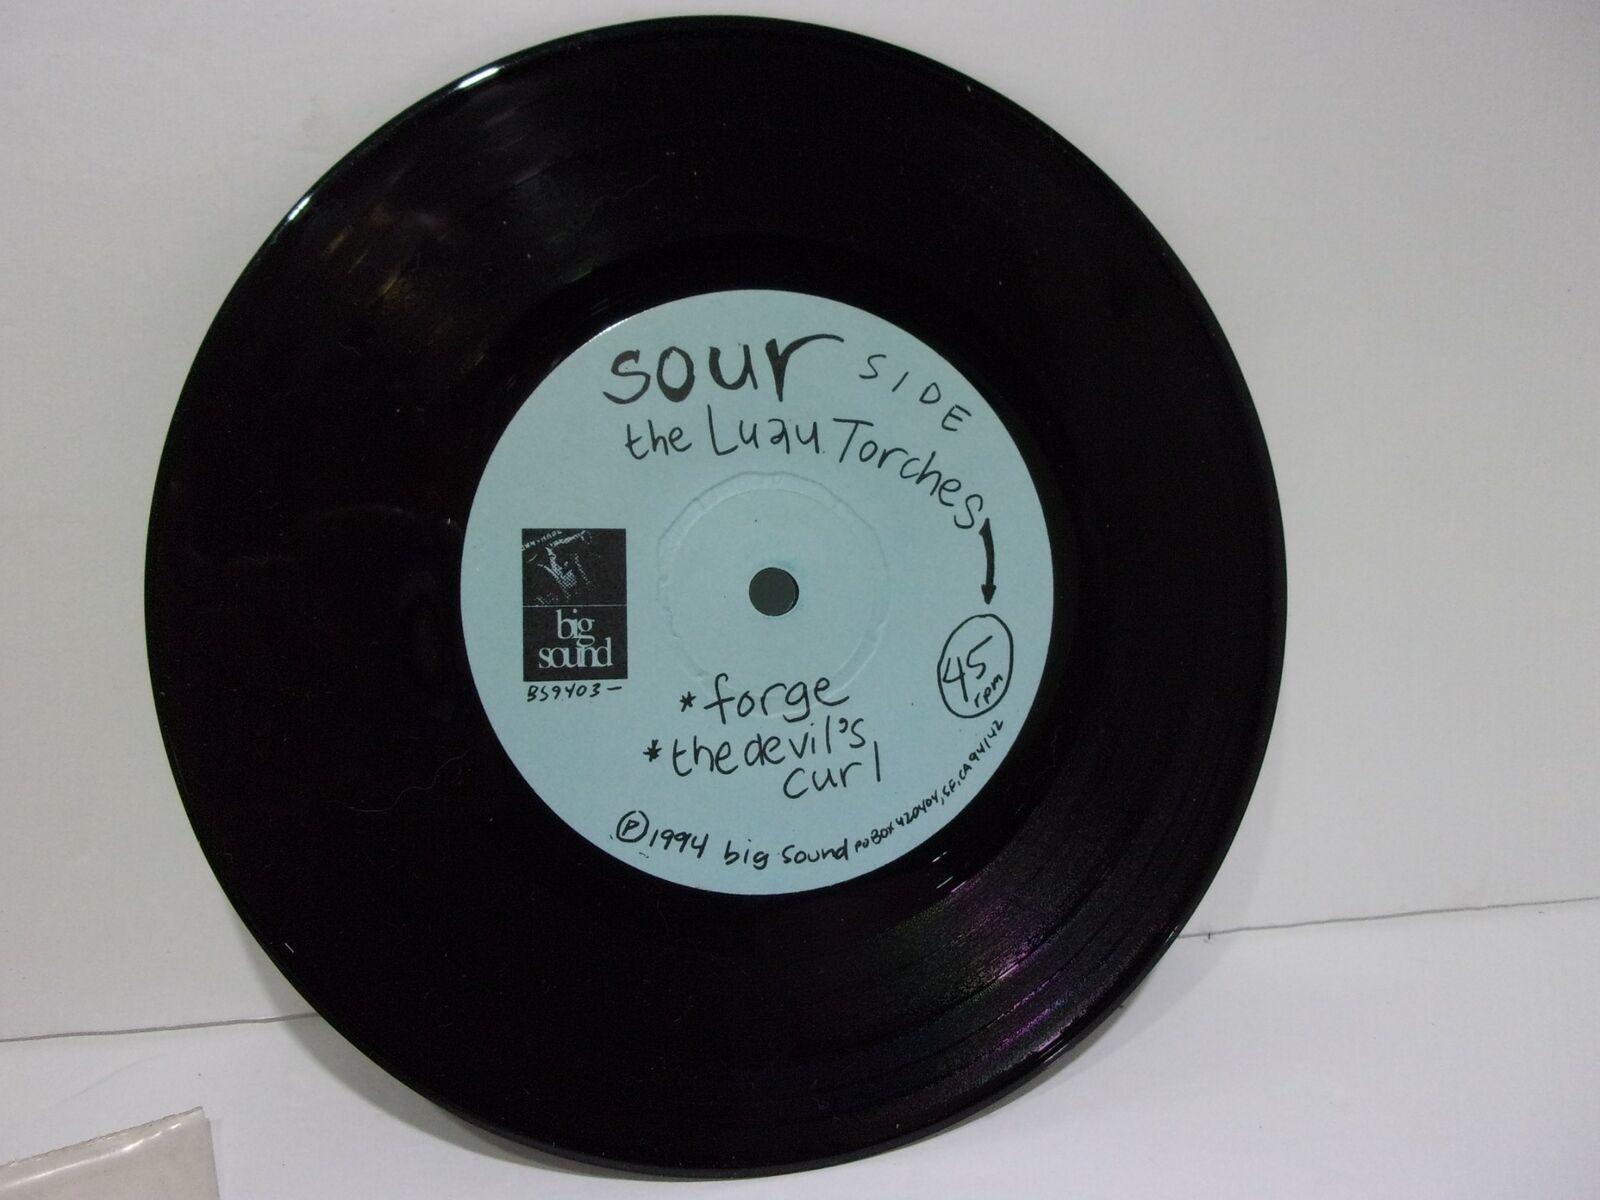 sour SIDE
the Luau Torches
big
sound
BS9403-
45
rpm
* forge
* the devil's
curl
Ⓟ 1994 big sound PO BOX 420404, SF, CA 94142